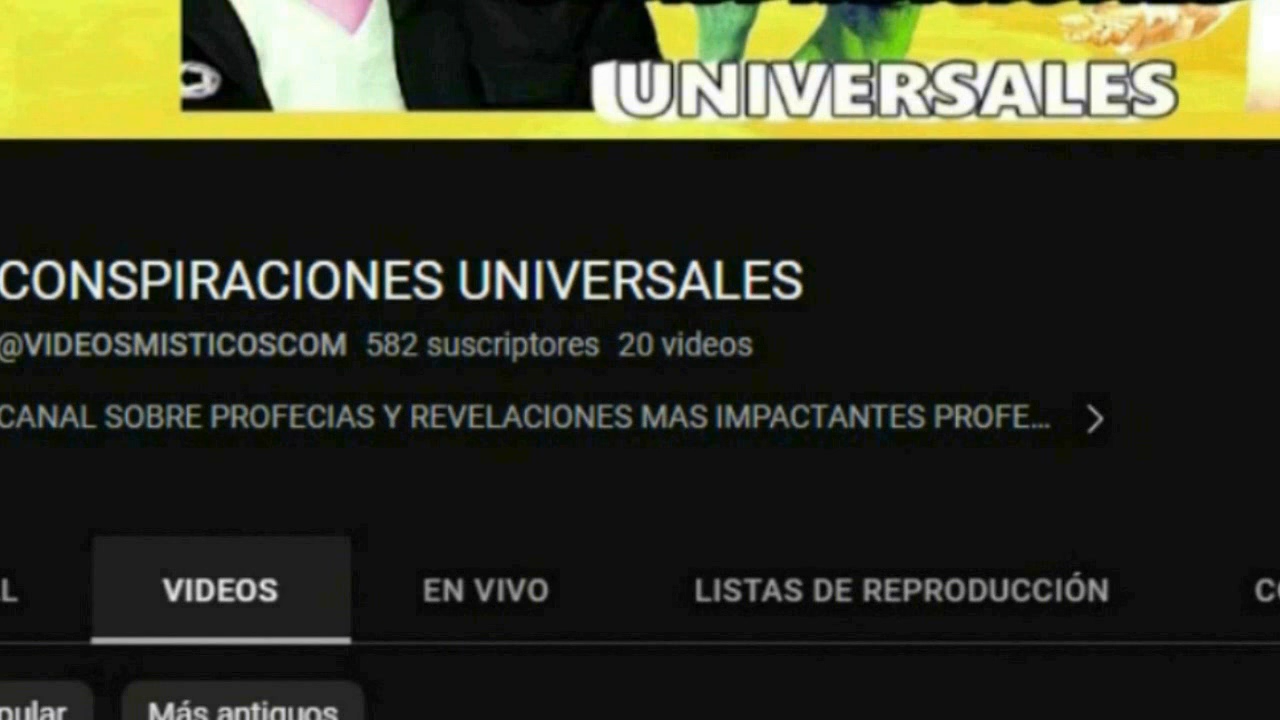 UNIVERSALES
CONSPIRACIONES UNIVERSALES
@VIDEOSMISTICOSCOM 582 suscriptores 20 videos
CANAL SOBRE PROFECIAS Y REVELACIONES MAS IMPACTANTES PROFE...
VIDEOS EN VIVO LISTAS DE REPRODUCCIÓN
Más antiguos